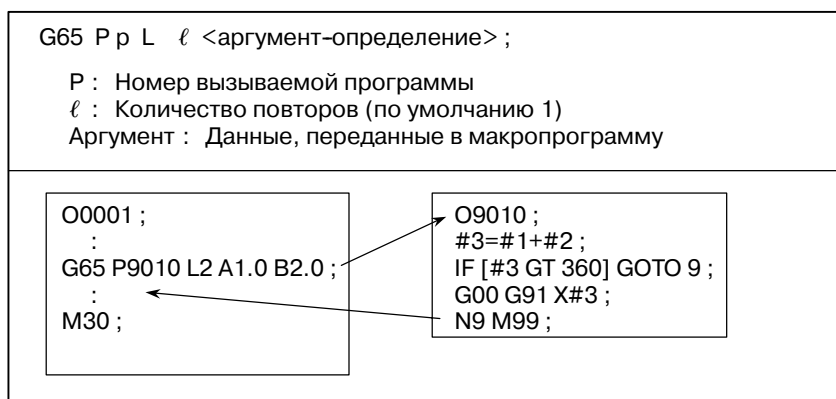 G65 P p L ℓ <аргумент-определение> ;
P : Номер вызываемой программы
ℓ : Количество повторов (по умолчанию 1)
Аргумент : Данные, переданные в макропрограмму
O0001 ;
:
G65 P9010 L2 A1.0 B2.0 ;
:
M30 ;
O9010 ;
#3=#1+#2 ;
IF [#3 GT 360] GOTO 9 ;
G00 G91 X#3 ;
N9 M99 ;